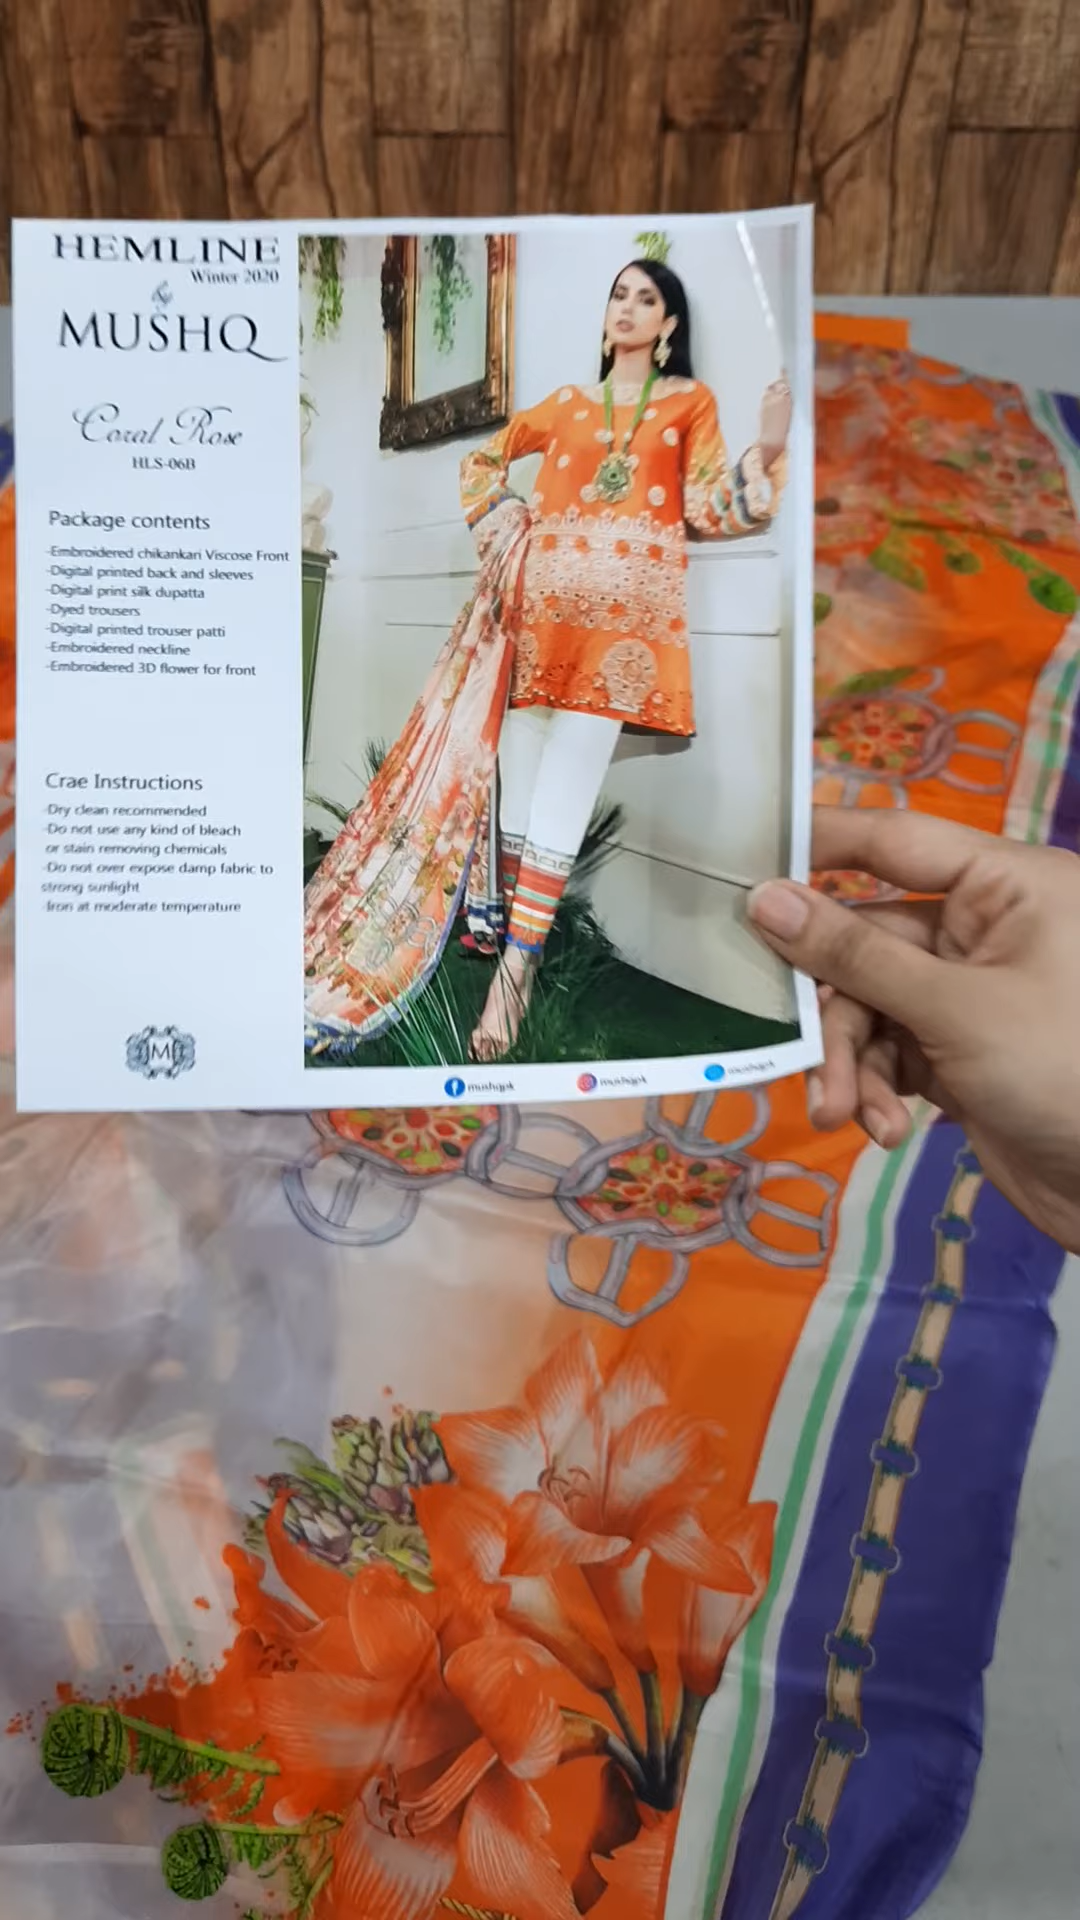 HEMLINE
Winter 2020
&
MUSHQ
Coral Rose
HLS-06B
Package contents
-Embroidered chikankari Viscose Front
-Digital printed back and sleeves
-Digital print silk dupatta
-Dyed trousers
-Digital printed trouser patti
-Embroidered neckline
-Embroidered 3D flower for front
Crae Instructions
-Dry clean recommended
-Do not use any kind of bleach
or stain removing chemicals
-Do not over expose damp fabric to
strong sunlight
-Iron at moderate temperature
M
mushqpk
mushqpk
mushqpk